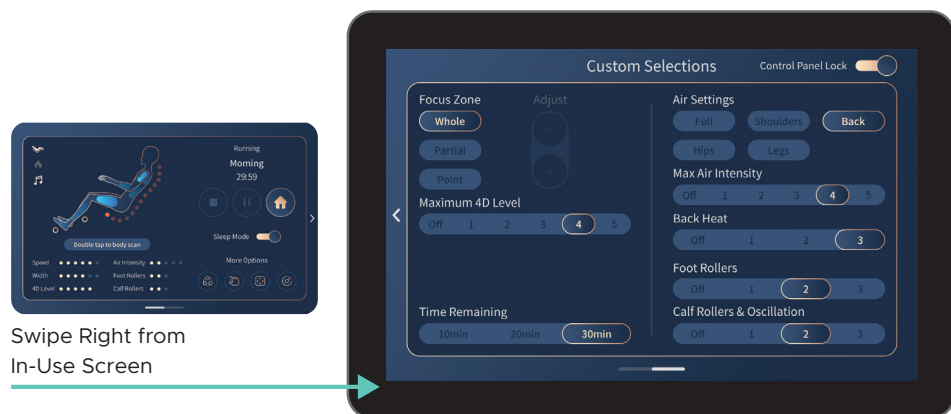 Running
Morning
29:59
Sleep Mode
Double tap to body scan
More Options
Speed
Air Intensity
Width
Foot Rollers
4D Level
Calf Rollers
Swipe Right from
In-Use Screen
Custom Selections
Control Panel Lock
Focus Zone
Adjust
Whole
Partial
Point
Maximum 4D Level
Off 1 2 3 4 5
Time Remaining
10min 20min 30min
Air Settings
Full Shoulders Back
Hips Legs
Max Air Intensity
Off 1 2 3 4 5
Back Heat
Off 1 2 3
Foot Rollers
Off 1 2 3
Calf Rollers & Oscillation
Off 1 2 3